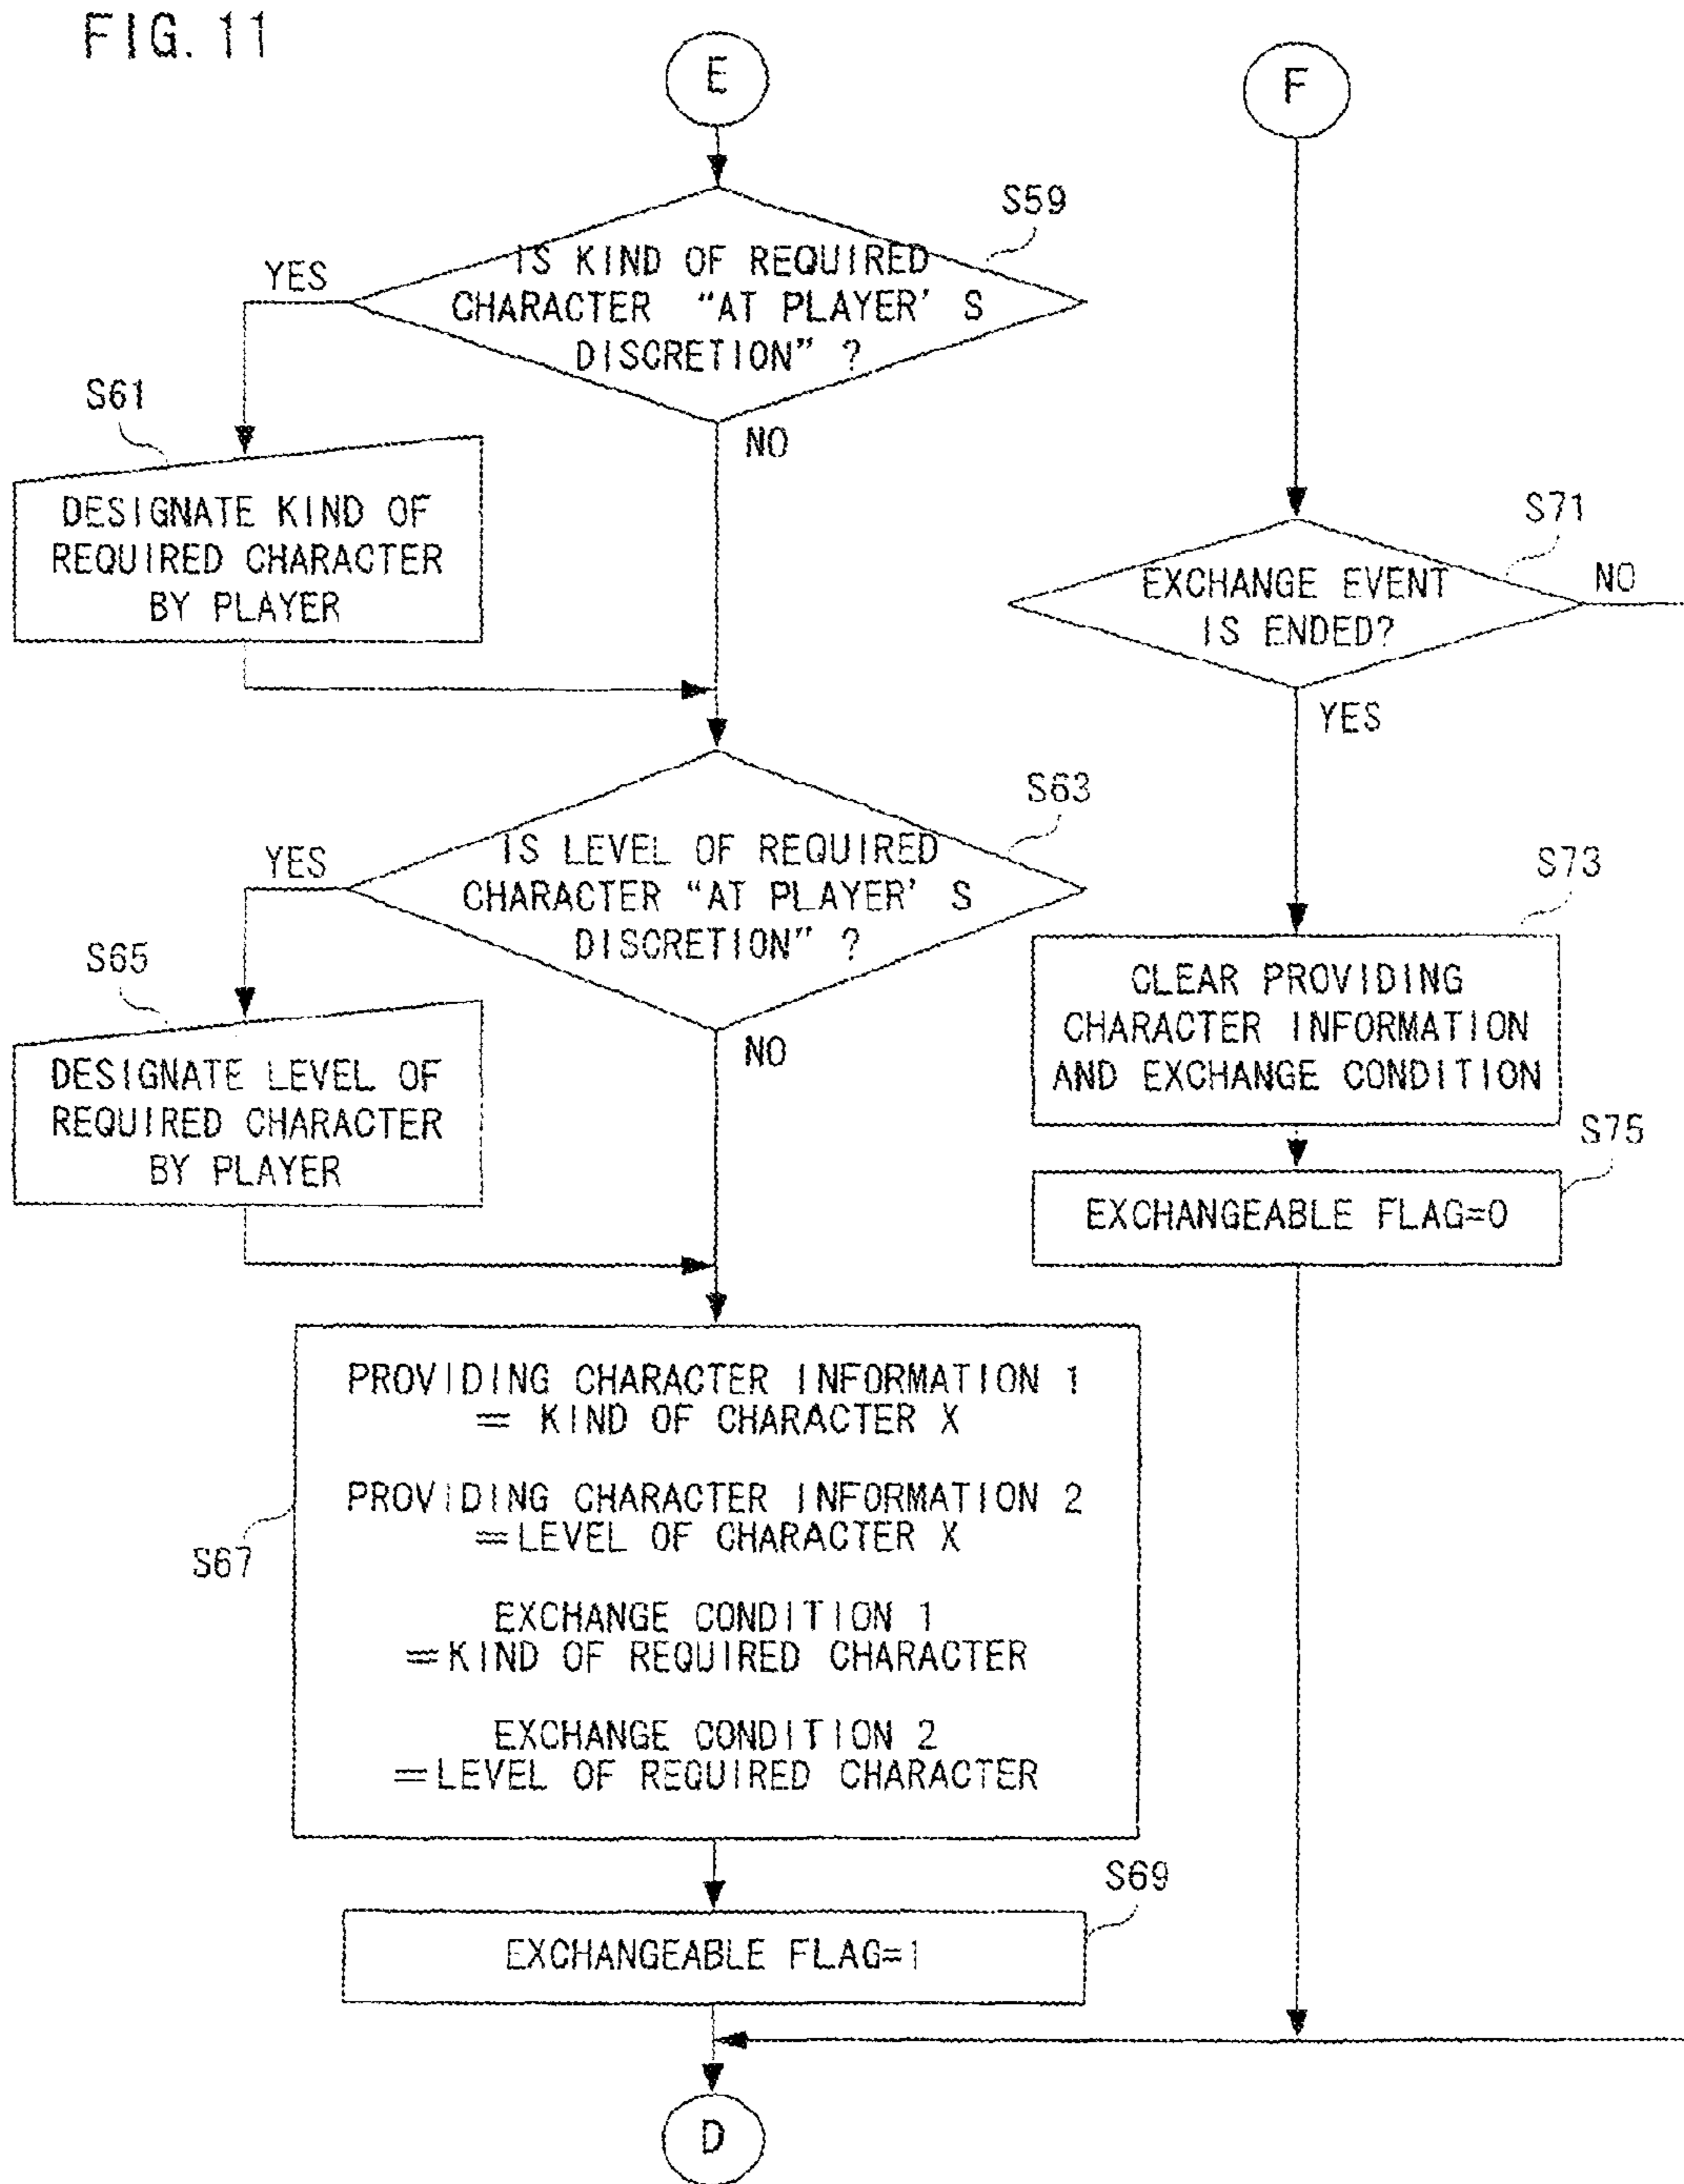 FIG. 11
E
S59
IS KIND OF REQUIRED
CHARACTER "AT PLAYER' S
DISCRETION" ?
YES
NO
S61
DESIGNATE KIND OF
REQUIRED CHARACTER
BY PLAYER
S63
IS LEVEL OF REQUIRED
CHARACTER "AT PLAYER' S
DISCRETION" ?
YES
NO
S65
DESIGNATE LEVEL OF
REQUIRED CHARACTER
BY PLAYER
S67
PROVIDING CHARACTER INFORMATION 1
= KIND OF CHARACTER X
PROVIDING CHARACTER INFORMATION 2
=LEVEL OF CHARACTER X
EXCHANGE CONDITION 1
=KIND OF REQUIRED CHARACTER
EXCHANGE CONDITION 2
=LEVEL OF REQUIRED CHARACTER
S69
EXCHANGEABLE FLAG=1
D
F
S71
EXCHANGE EVENT
IS ENDED?
NO
YES
S73
CLEAR PROVIDING
CHARACTER INFORMATION
AND EXCHANGE CONDITION
S75
EXCHANGEABLE FLAG=0